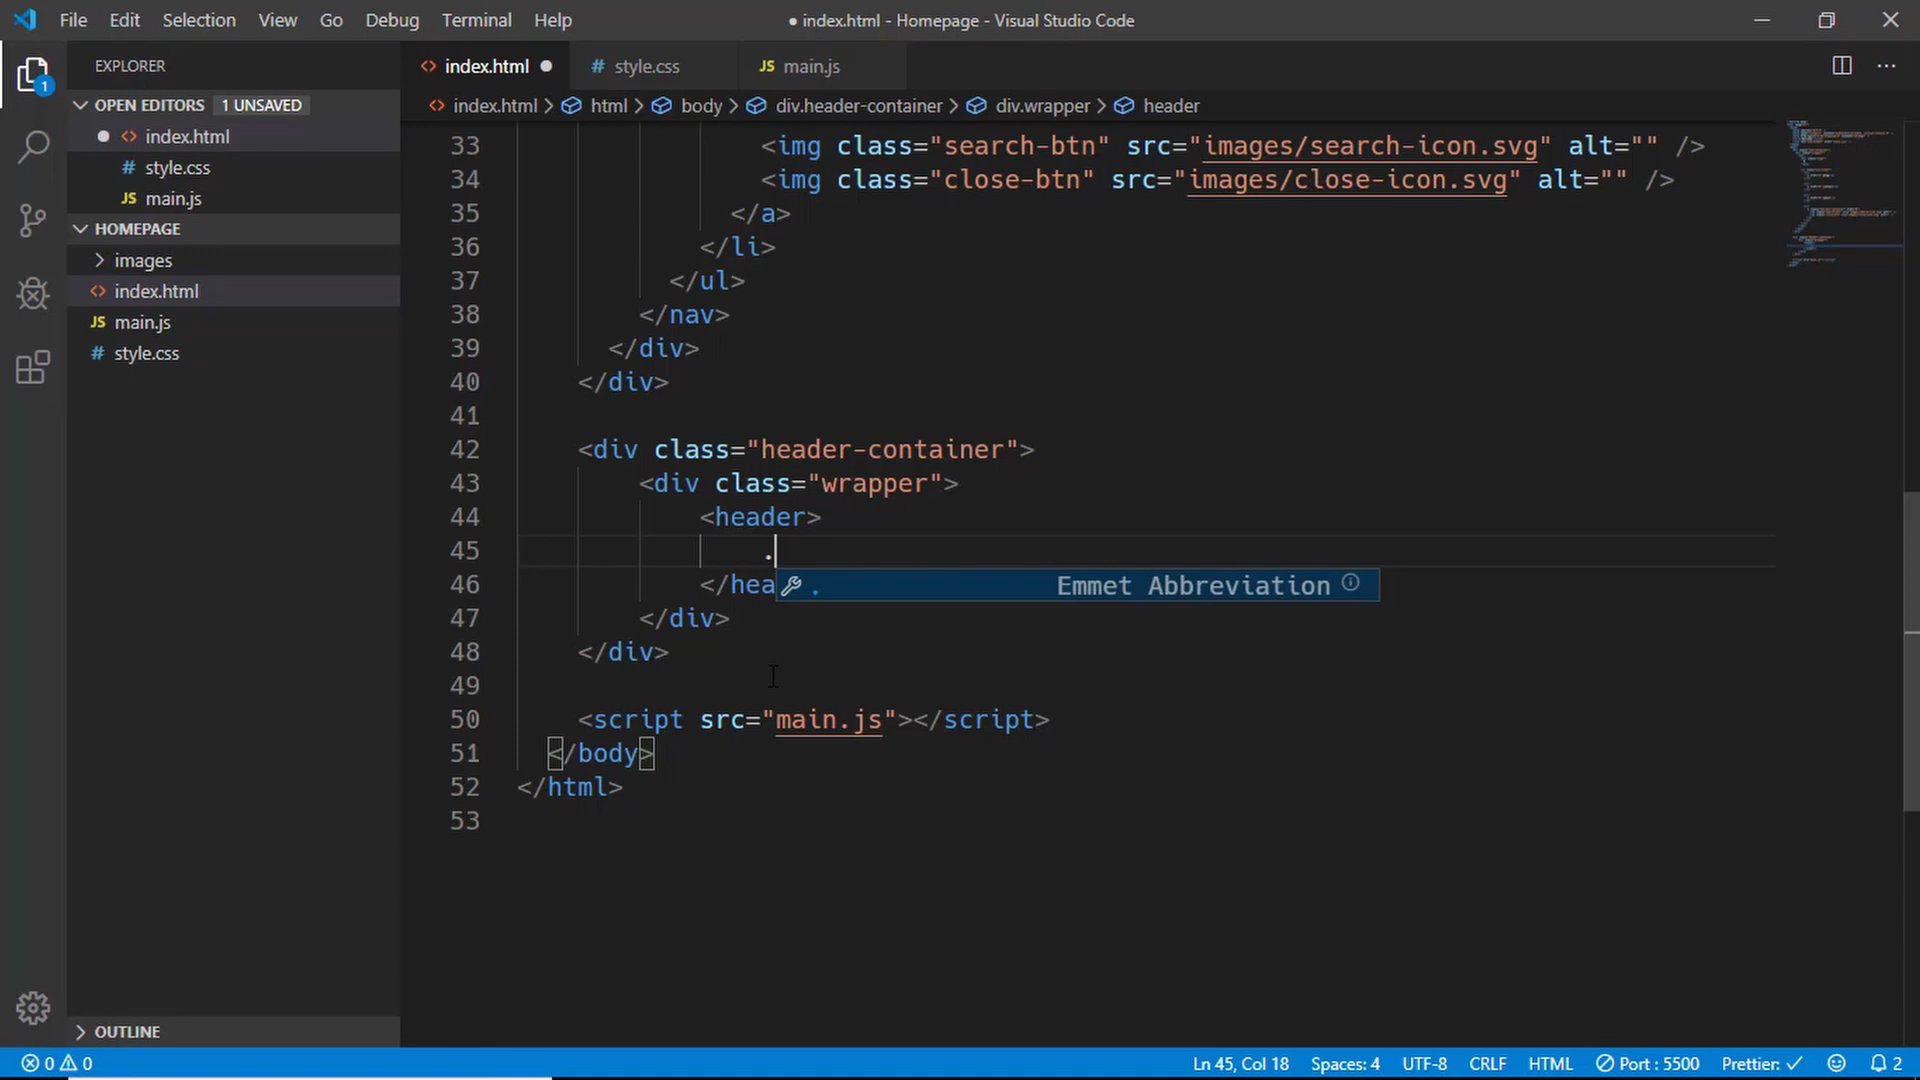 File Edit Selection View Go Debug Terminal Help
● index.html - Homepage - Visual Studio Code
EXPLORER
OPEN EDITORS 1 UNSAVED
● <> index.html
# style.css
JS main.js
HOMEPAGE
> images
<> index.html
JS main.js
# style.css
OUTLINE
1
<> index.html ●
# style.css
JS main.js
<> index.html > html > body > div.header-container > div.wrapper > header
33 <img class="search-btn" src="images/search-icon.svg" alt="" />
34 <img class="close-btn" src="images/close-icon.svg" alt="" />
35 </a>
36 </li>
37 </ul>
38 </nav>
39 </div>
40 </div>
41
42 <div class="header-container">
43 <div class="wrapper">
44 <header>
45 .
46 </hea
. Emmet Abbreviation
47 </div>
48 </div>
49
50 <script src="main.js"></script>
51 </body>
52 </html>
53
0 0
Ln 45, Col 18 Spaces: 4 UTF-8 CRLF HTML Port : 5500 Prettier: ✓ 2